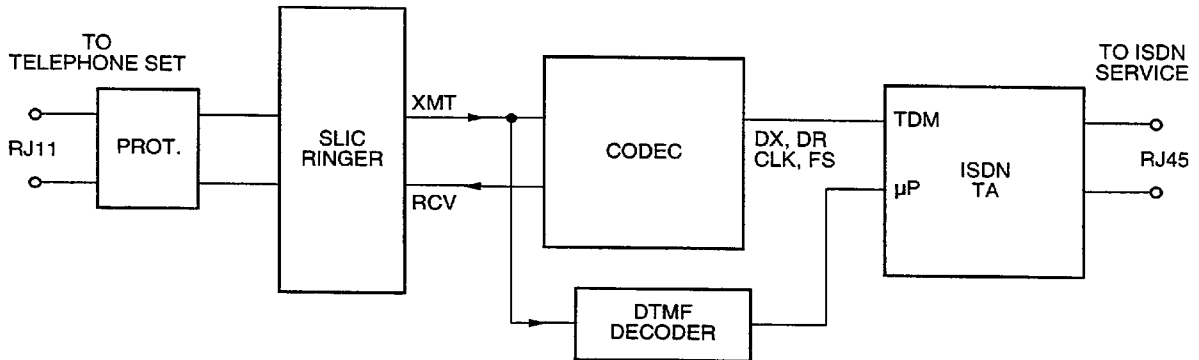 TO
TELEPHONE SET
RJ11
PROT.
SLIC
RINGER
XMT
RCV
CODEC
DX, DR
CLK, FS
DTMF
DECODER
TDM
µP
ISDN
TA
TO ISDN
SERVICE
RJ45